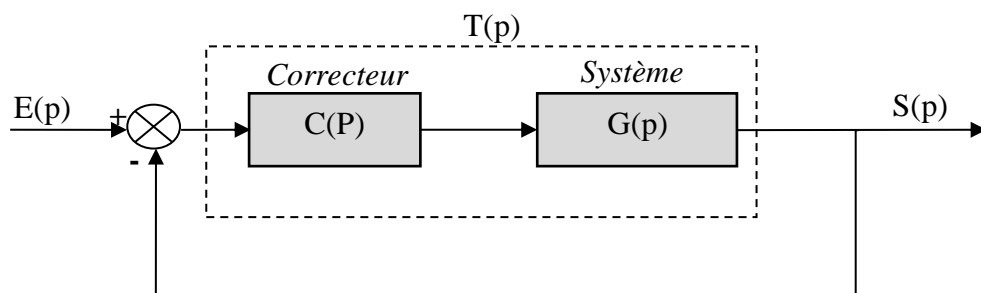 T(p)
Correcteur
Système
E(p)
+
C(P)
G(p)
S(p)
-